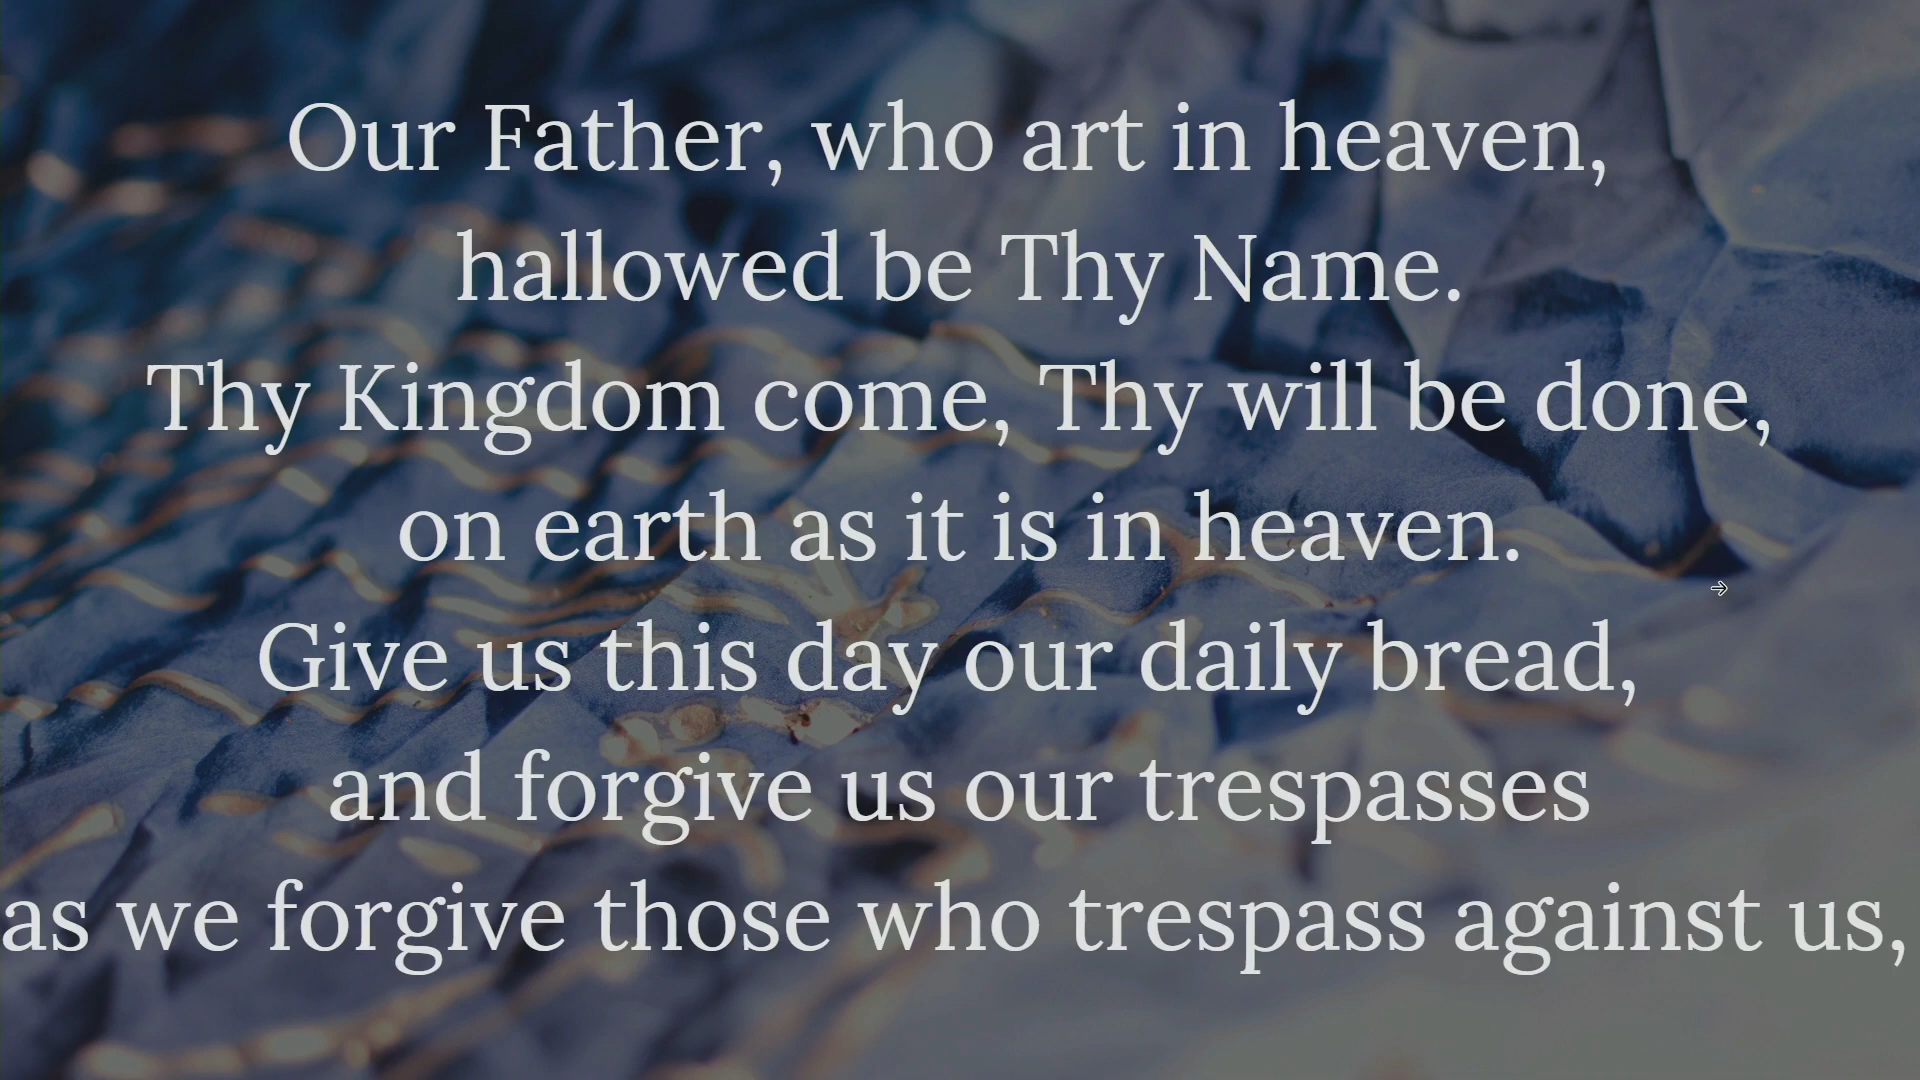 Our Father, who art in heaven,
hallowed be Thy Name.
Thy Kingdom come, Thy will be done,
on earth as it is in heaven.
Give us this day our daily bread,
and forgive us our trespasses
as we forgive those who trespass against us,